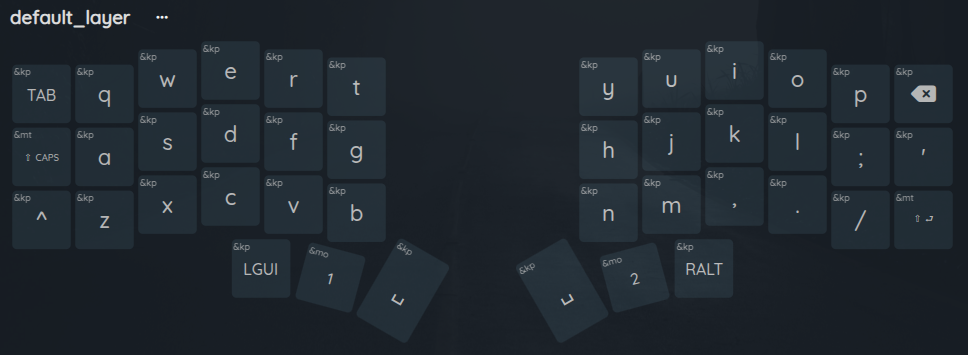 default_layer ...
&kp TAB &kp q &kp w &kp e &kp r &kp t &kp y &kp u &kp i &kp o &kp p &kp ⌫
&mt ⇧ CAPS &kp a &kp s &kp d &kp f &kp g &kp h &kp j &kp k &kp l &kp ; &kp '
&kp ^ &kp z &kp x &kp c &kp v &kp b &kp n &kp m &kp , &kp . &kp / &mt ⇧ ⏎
&kp LGUI &mo 1 &kp ␣ &kp ␣ &mo 2 &kp RALT